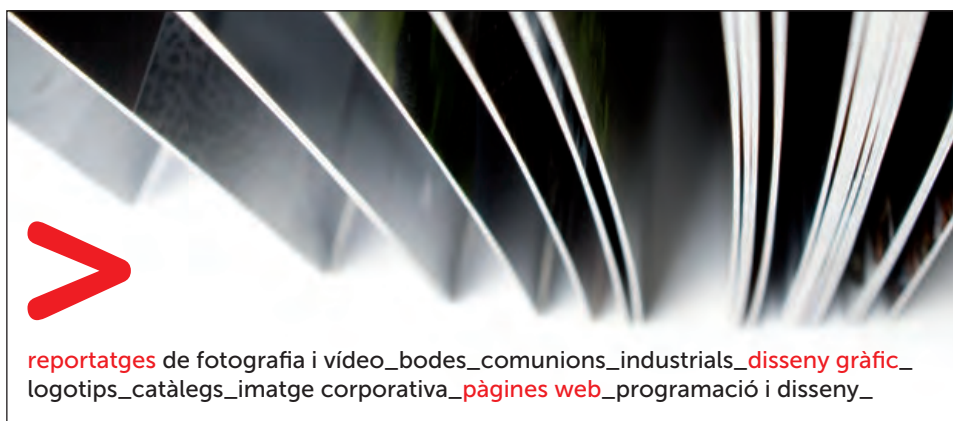 >
reportatges de fotografia i vídeo_bodes_comunions_industrials_disseny gràfic_
logotips_catàlegs_imatge corporativa_pàgines web_programació i disseny_